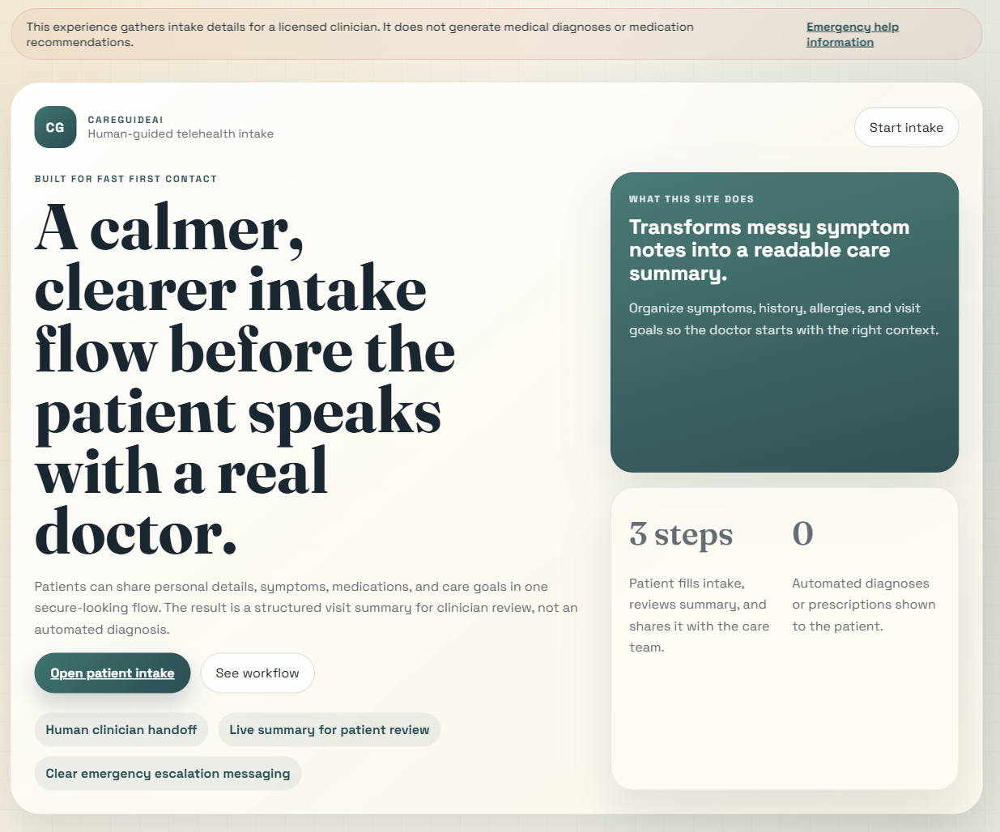 This experience gathers intake details for a licensed clinician. It does not generate medical diagnoses or medication
recommendations.
Emergency help
information
CG
CAREGUIDEAI
Human-guided telehealth intake
Start intake
BUILT FOR FAST FIRST CONTACT
A calmer,
clearer intake
flow before the
patient speaks
with a real
doctor.
Patients can share personal details, symptoms, medications, and care goals in one
secure-looking flow. The result is a structured visit summary for clinician review, not an
automated diagnosis.
Open patient intake
See workflow
Human clinician handoff
Live summary for patient review
Clear emergency escalation messaging
WHAT THIS SITE DOES
Transforms messy symptom
notes into a readable care
summary.
Organize symptoms, history, allergies, and visit
goals so the doctor starts with the right context.
3 steps
Patient fills intake,
reviews summary, and
shares it with the care
team.
0
Automated diagnoses
or prescriptions shown
to the patient.